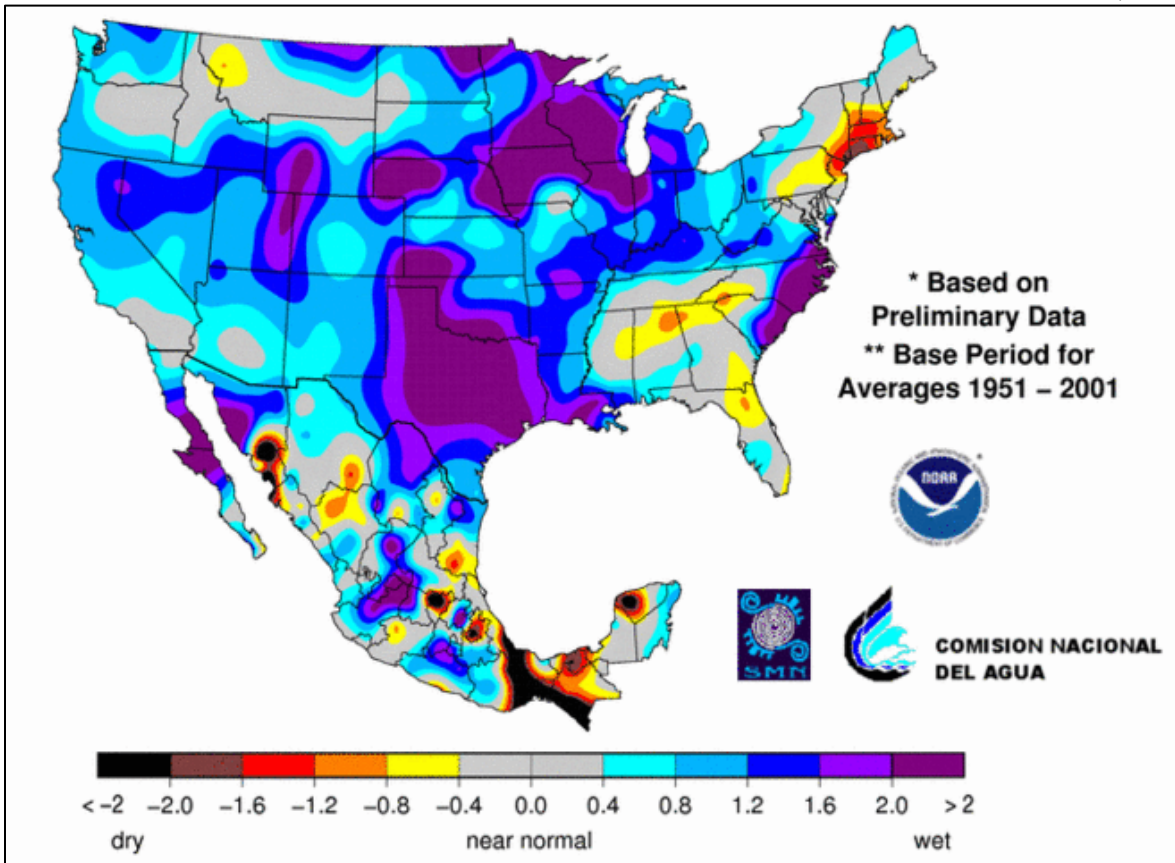 * Based on
Preliminary Data
** Base Period for
Averages 1951 – 2001
NOAA
SMN
COMISION NACIONAL
DEL AGUA
< −2 −2.0 −1.6 −1.2 −0.8 −0.4 0.0 0.4 0.8 1.2 1.6 2.0 > 2
dry near normal wet